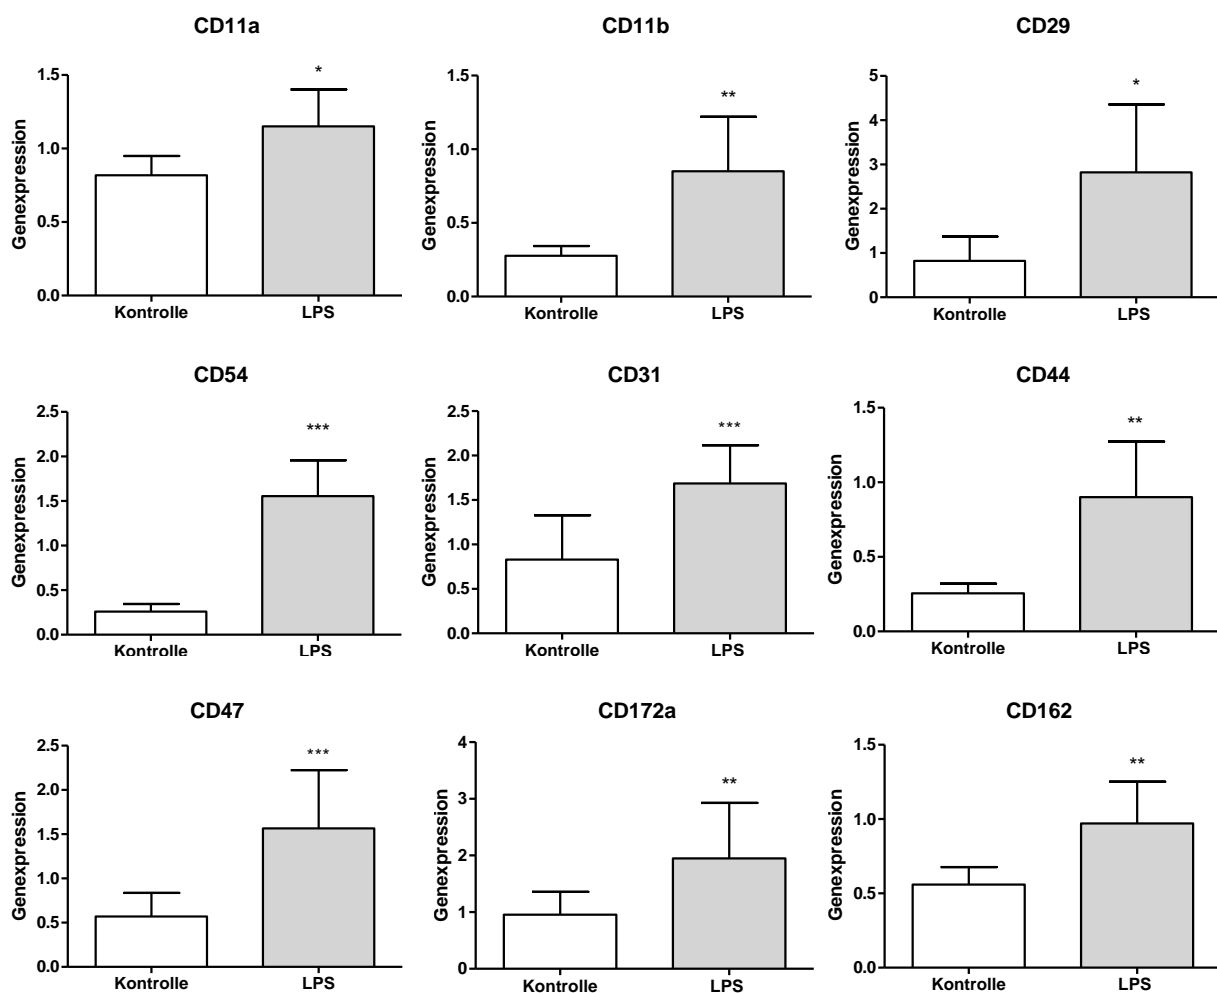 CD11a
CD11b
CD29
Genexpression
1.5
1.0
0.5
0.0
*
Kontrolle
LPS
Genexpression
1.5
1.0
0.5
0.0
**
Kontrolle
LPS
Genexpression
5
4
3
2
1
0
*
Kontrolle
LPS
CD54
CD31
CD44
Genexpression
2.5
2.0
1.5
1.0
0.5
0.0
***
Kontrolle
LPS
Genexpression
2.5
2.0
1.5
1.0
0.5
0.0
***
Kontrolle
LPS
Genexpression
1.5
1.0
0.5
0.0
**
Kontrolle
LPS
CD47
CD172a
CD162
Genexpression
2.5
2.0
1.5
1.0
0.5
0.0
***
Kontrolle
LPS
Genexpression
4
3
2
1
0
**
Kontrolle
LPS
Genexpression
1.5
1.0
0.5
0.0
**
Kontrolle
LPS